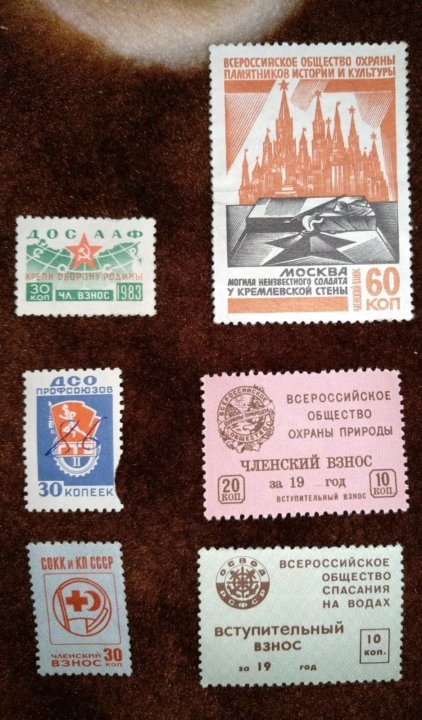 ВСЕРОССИЙСКОЕ ОБЩЕСТВО ОХРАНЫ
ПАМЯТНИКОВ ИСТОРИИ И КУЛЬТУРЫ
МОСКВА
МОГИЛА НЕИЗВЕСТНОГО СОЛДАТА
У КРЕМЛЕВСКОЙ СТЕНЫ
ЧЛЕНСКИЙ ВЗНОС
60
КОП
ДОСААФ
КРЕПИ ОБОРОНУ РОДИНЫ
30
КОП
ЧЛ. ВЗНОС
1983
ДСО
ПРОФСОЮЗОВ
30 КОПЕЕК
ВСЕРОССИЙСКОЕ
ОБЩЕСТВО
ОХРАНЫ ПРИРОДЫ
ЧЛЕНСКИЙ ВЗНОС
за 19 год
20
КОП.
ВСТУПИТЕЛЬНЫЙ ВЗНОС
10
КОП.
СОКК и КП СССР
ЧЛЕНСКИЙ
ВЗНОС
30
КОП
ОСВОД
РСФСР
ВСЕРОССИЙСКОЕ
ОБЩЕСТВО
СПАСАНИЯ
НА ВОДАХ
ВСТУПИТЕЛЬНЫЙ
ВЗНОС
за 19 год
10
коп.